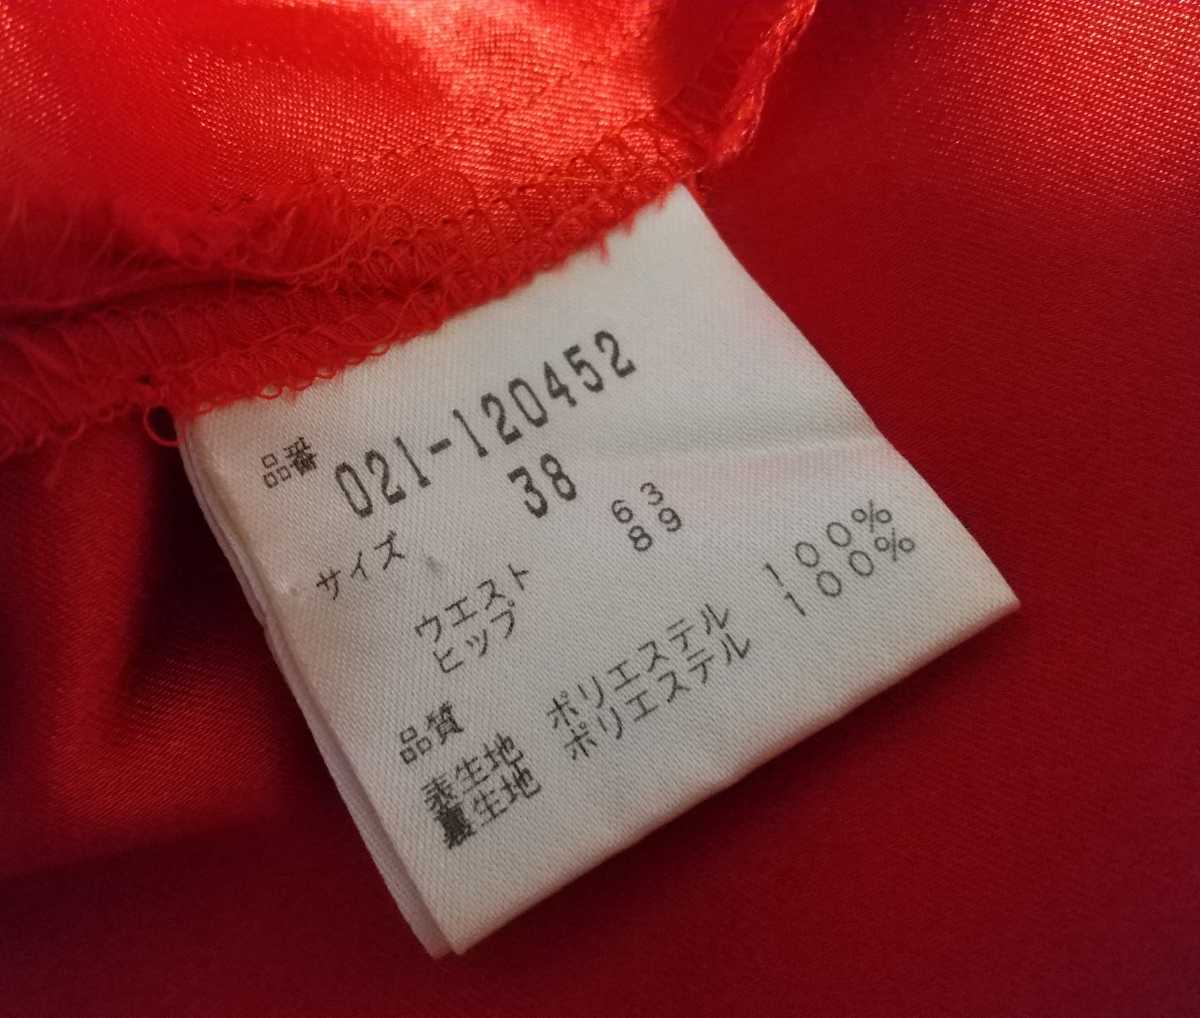 品番 021-120452
サイズ 38
ウエスト 63
ヒップ 89
品質
表生地 ポリエステル 100%
裏生地 ポリエステル 100%